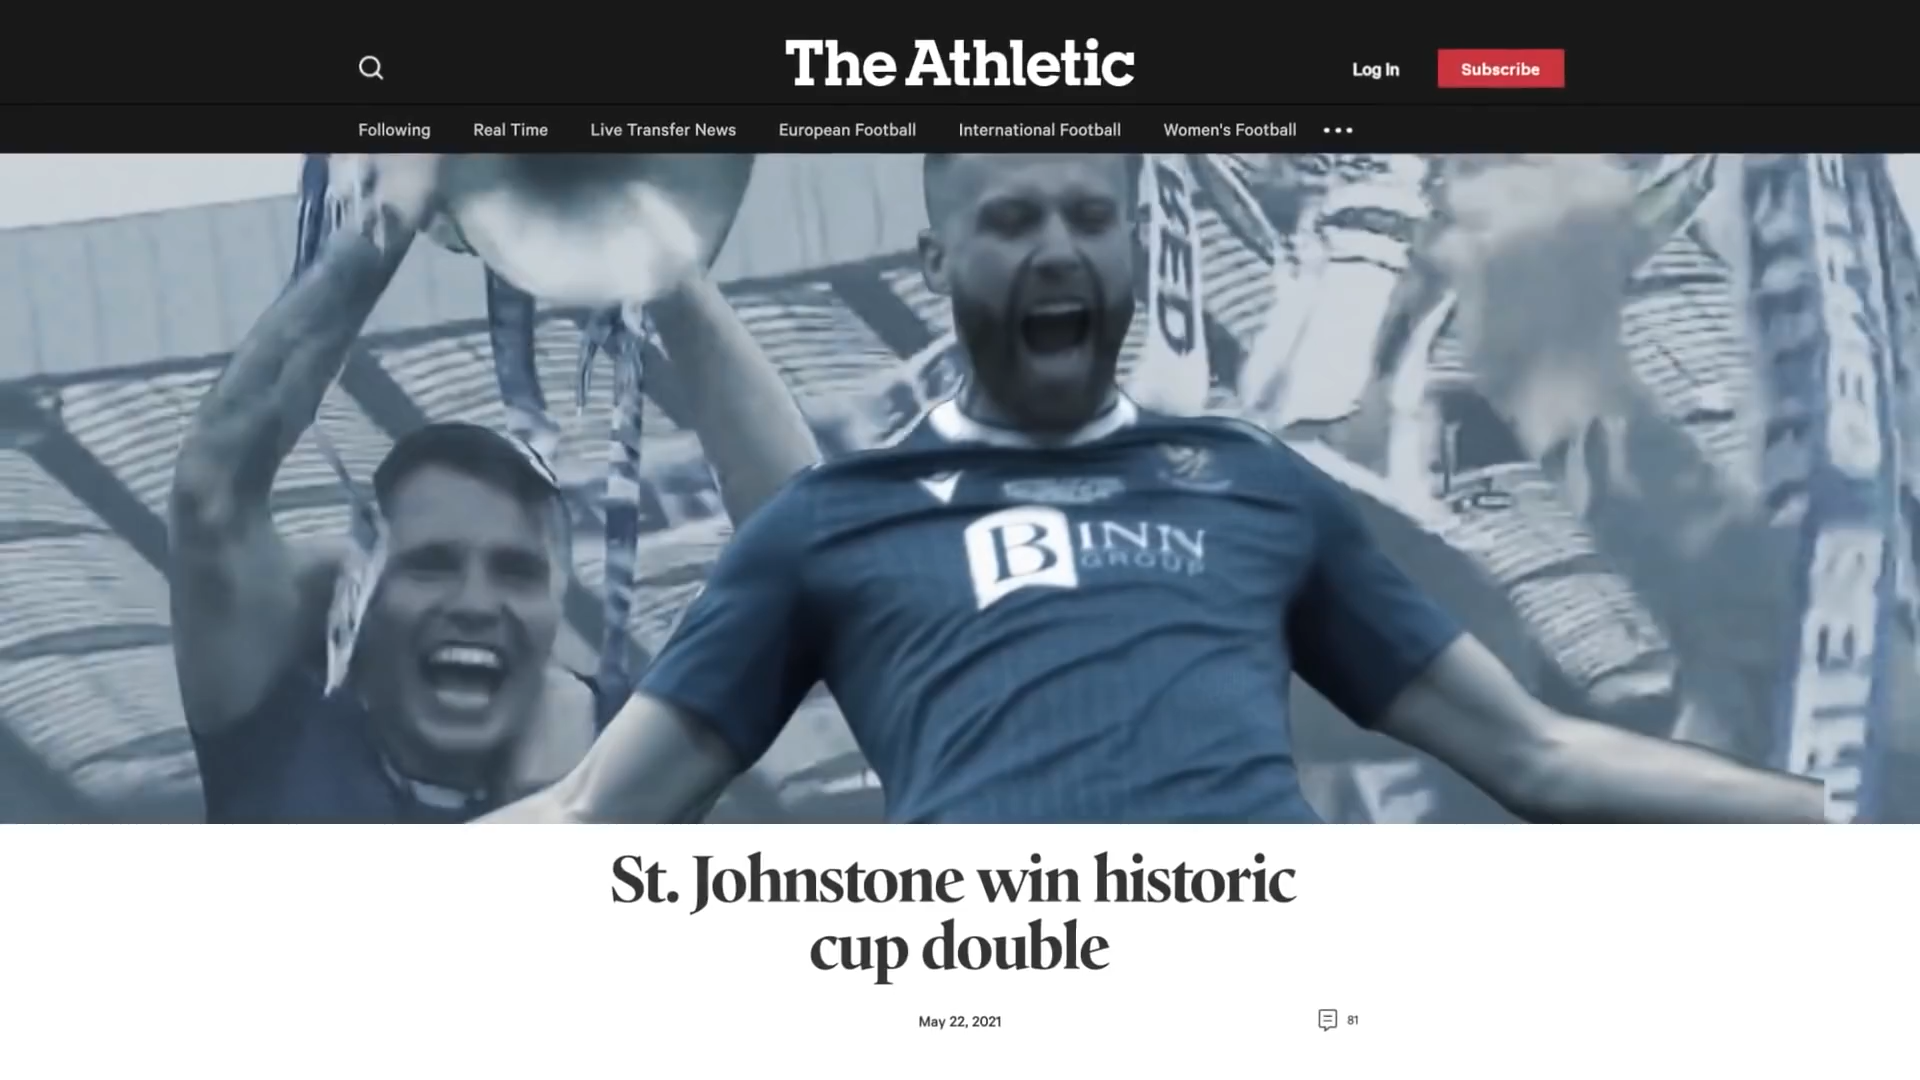 The Athletic
Log In
Subscribe
Following
Real Time
Live Transfer News
European Football
International Football
Women's Football
BINN
GROUP
St. Johnstone win historic
cup double
May 22, 2021
81